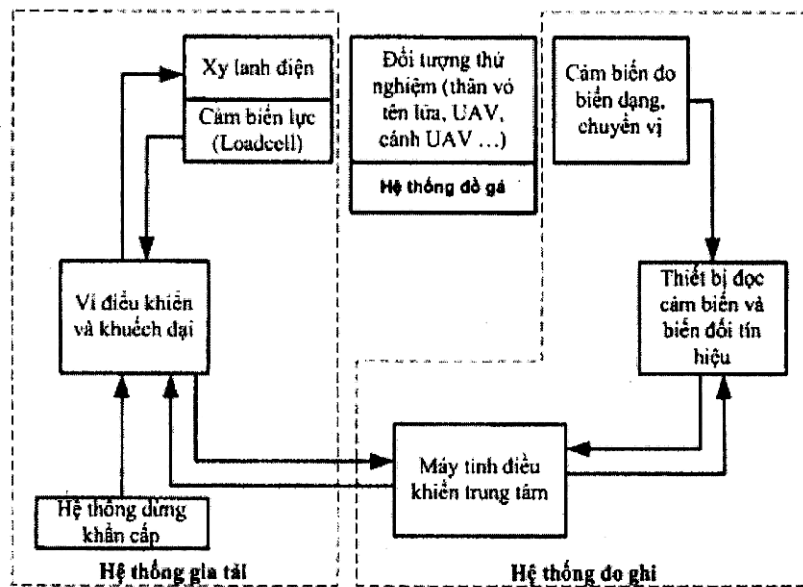 Xy lanh điện
Cảm biến lực
(Loadcell)
Đối tượng thử
nghiệm (thân vỏ
tên lửa, UAV,
cánh UAV ...)
Hệ thống đồ gá
Cảm biến đo
biến dạng,
chuyển vị
Vi điều khiển
và khuếch đại
Thiết bị đọc
cảm biến và
biến đổi tín
hiệu
Máy tính điều
khiển trung tâm
Hệ thống dừng
khẩn cấp
Hệ thống gia tải
Hệ thống đo ghi